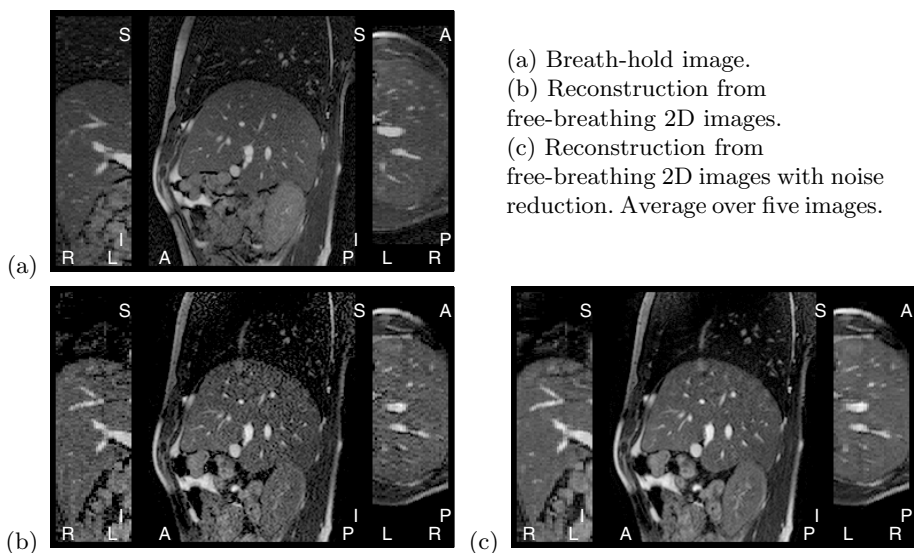 S
S
A
(a) Breath-hold image.
(b) Reconstruction from
free-breathing 2D images.
(c) Reconstruction from
free-breathing 2D images with noise
reduction. Average over five images.
I
I
P
R
L
A
P
L
R
(a)
S
S
A
S
S
A
I
I
P
I
I
P
(b)
R
L
A
P
L
R
(c)
R
L
A
P
L
R